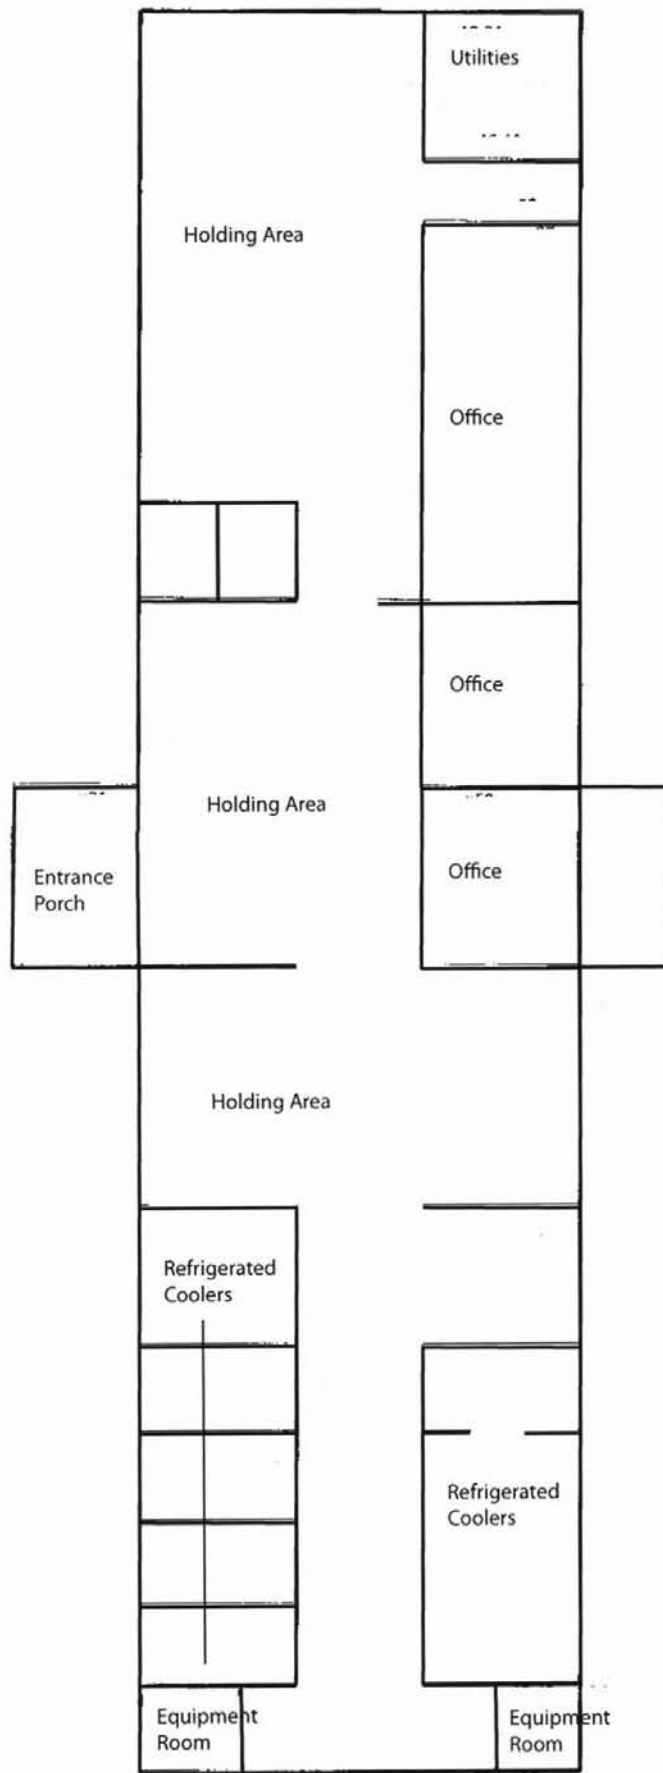 Utilities
Holding Area
Office
Office
Holding Area
Office
Entrance
Porch
Holding Area
Refrigerated
Coolers
Refrigerated
Coolers
Equipment
Room
Equipment
Room